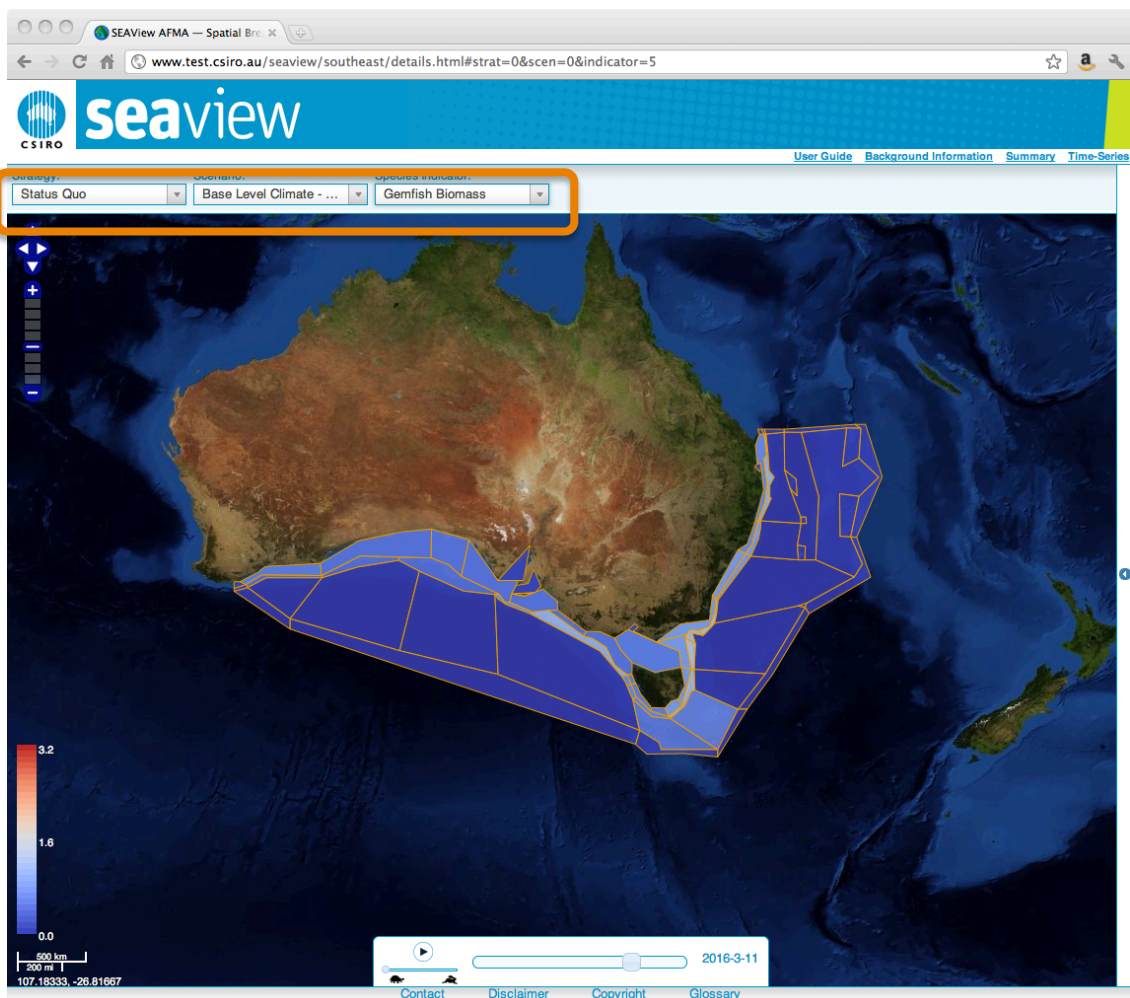 SEAView AFMA — Spatial Bre
www.test.csiro.au/seaview/southeast/details.html#strat=0&scen=0&indicator=5
CSIRO
seaview
User Guide Background Information Summary Time-Series
Strategy: Scenario: Species Indicator:
Status Quo Base Level Climate - ... Gemfish Biomass
3.2
1.6
0.0
500 km
200 mi
107.18333, -26.81667
2016-3-11
Contact Disclaimer Copyright Glossary